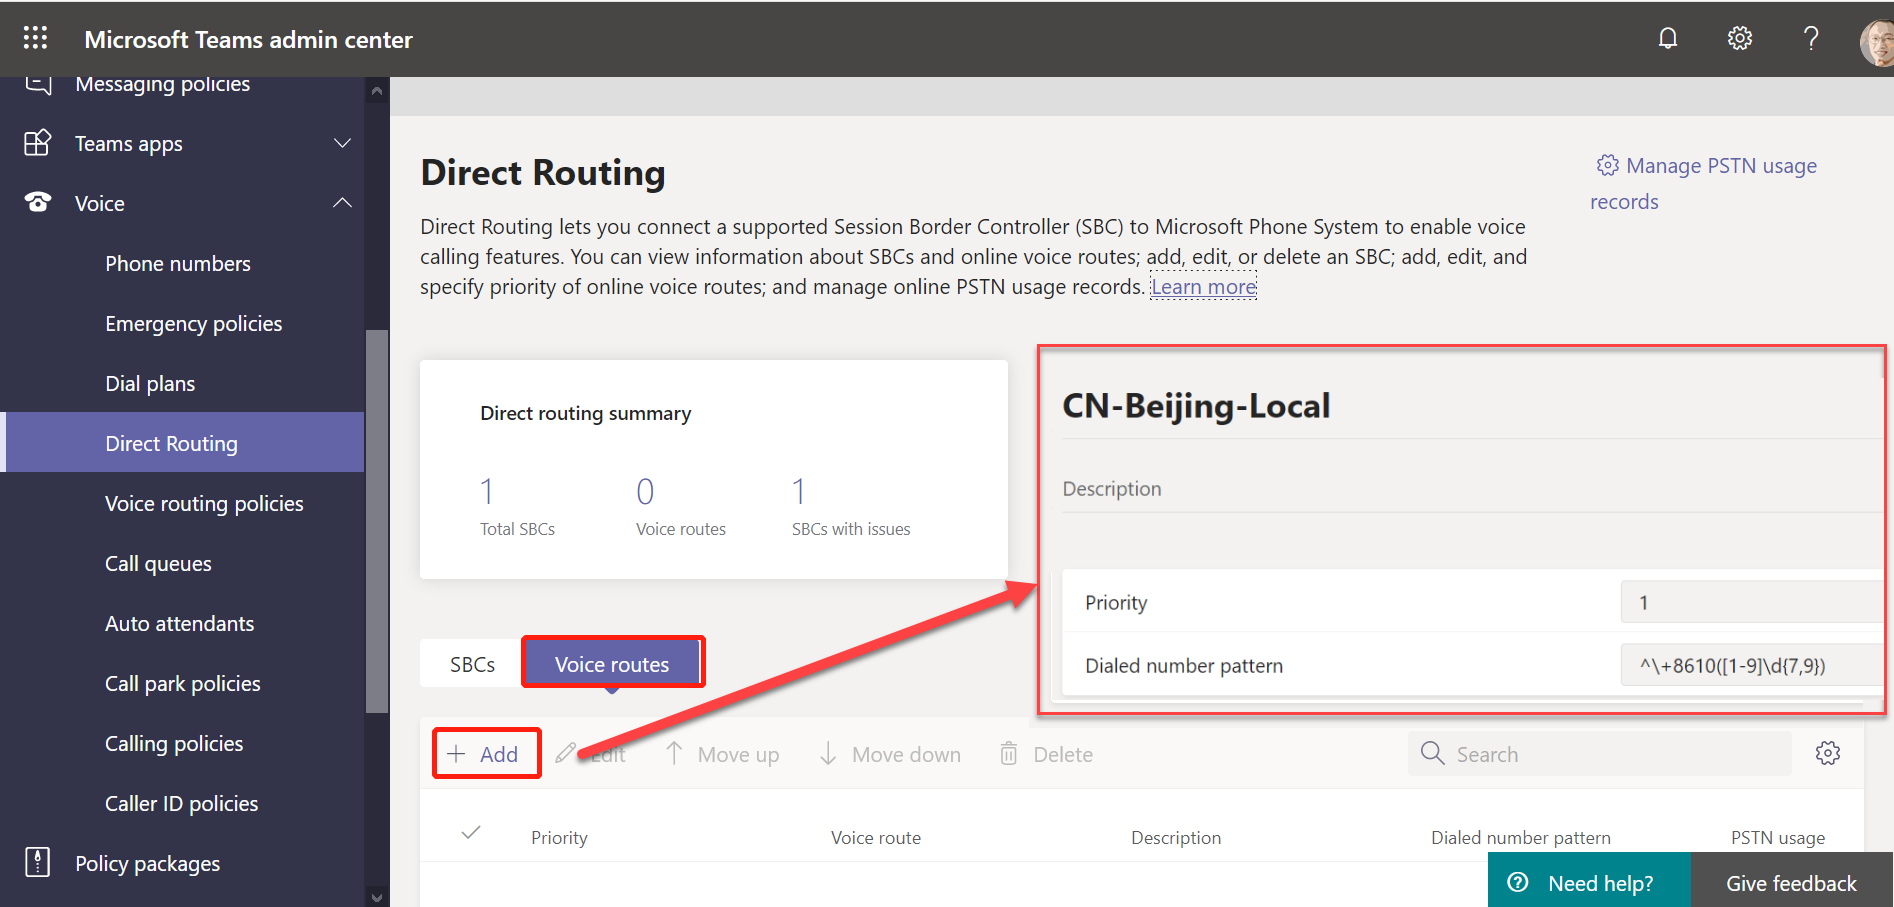 Microsoft Teams admin center
Messaging policies
Teams apps
Voice
Phone numbers
Emergency policies
Dial plans
Direct Routing
Voice routing policies
Call queues
Auto attendants
Call park policies
Calling policies
Caller ID policies
Policy packages
Direct Routing
Manage PSTN usage
records
Direct Routing lets you connect a supported Session Border Controller (SBC) to Microsoft Phone System to enable voice
calling features. You can view information about SBCs and online voice routes; add, edit, or delete an SBC; add, edit, and
specify priority of online voice routes; and manage online PSTN usage records. Learn more
Direct routing summary
1 0 1
Total SBCs Voice routes SBCs with issues
CN-Beijing-Local
Description
Priority 1
Dialed number pattern ^\+8610([1-9]\d{7,9})
SBCs Voice routes
+ Add Edit Move up Move down Delete Search
Priority Voice route Description Dialed number pattern PSTN usage
Need help? Give feedback